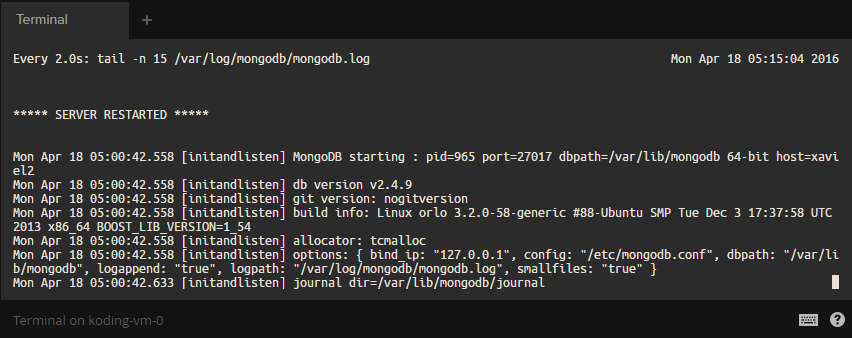 Terminal +
Every 2.0s: tail -n 15 /var/log/mongodb/mongodb.log Mon Apr 18 05:15:04 2016
***** SERVER RESTARTED *****
Mon Apr 18 05:00:42.558 [initandlisten] MongoDB starting : pid=965 port=27017 dbpath=/var/lib/mongodb 64-bit host=xavi
el2
Mon Apr 18 05:00:42.558 [initandlisten] db version v2.4.9
Mon Apr 18 05:00:42.558 [initandlisten] git version: nogitversion
Mon Apr 18 05:00:42.558 [initandlisten] build info: Linux orlo 3.2.0-58-generic #88-Ubuntu SMP Tue Dec 3 17:37:58 UTC
2013 x86_64 BOOST_LIB_VERSION=1_54
Mon Apr 18 05:00:42.558 [initandlisten] allocator: tcmalloc
Mon Apr 18 05:00:42.558 [initandlisten] options: { bind_ip: "127.0.0.1", config: "/etc/mongodb.conf", dbpath: "/var/li
b/mongodb", logappend: "true", logpath: "/var/log/mongodb/mongodb.log", smallfiles: "true" }
Mon Apr 18 05:00:42.633 [initandlisten] journal dir=/var/lib/mongodb/journal
Terminal on koding-vm-0 ?